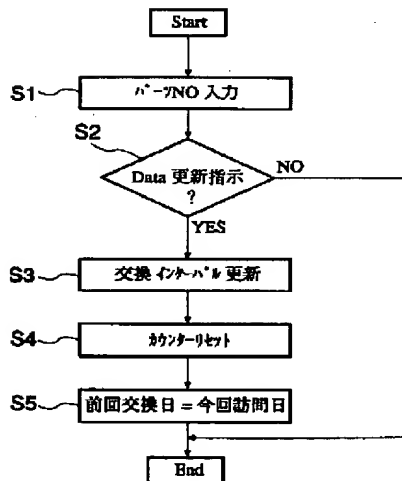 Start
S1
ﾊﾟｰﾂNO 入力
S2
Data 更新指示
?
NO
YES
S3
交換 ｲﾝﾀｰﾊﾞﾙ 更新
S4
ｶｳﾝﾀｰﾘｾｯﾄ
S5
前回交換日 = 今回訪問日
End